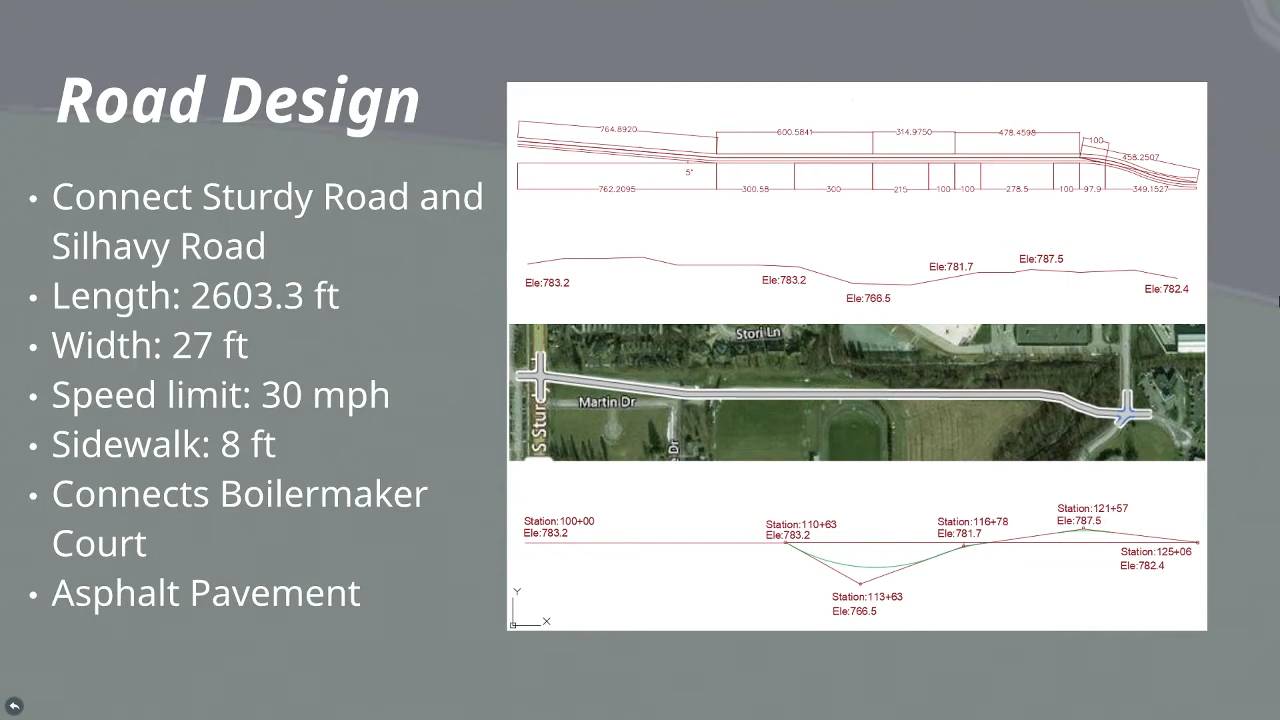 Road Design
• Connect Sturdy Road and
Silhavy Road
• Length: 2603.3 ft
• Width: 27 ft
• Speed limit: 30 mph
• Sidewalk: 8 ft
• Connects Boilermaker
Court
• Asphalt Pavement
764.8920
600.5841
314.9750
478.4598
100
458.2507
5°
762.2095
300.58
300
215
100
100
278.5
100
97.9
349.1527
Ele:783.2
Ele:783.2
Ele:766.5
Ele:781.7
Ele:787.5
Ele:782.4
Stori Ln
Martin Dr
S Sturd
Dr
Station:100+00
Ele:783.2
Station:110+63
Ele:783.2
Station:113+63
Ele:766.5
Station:116+78
Ele:781.7
Station:121+57
Ele:787.5
Station:125+06
Ele:782.4
Y
X